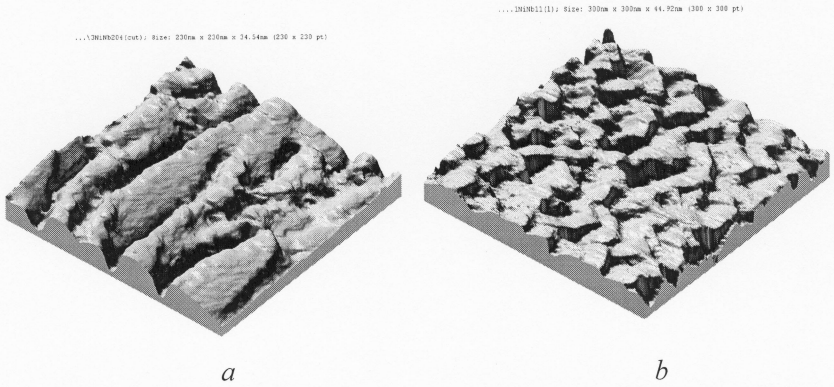 ...\3NiNb204(cut); Size: 230nm x 230nm x 34.54nm (230 x 230 pt)
....1NiNb11(1); Size: 300nm x 300nm x 44.92nm (300 x 300 pt)
a
b